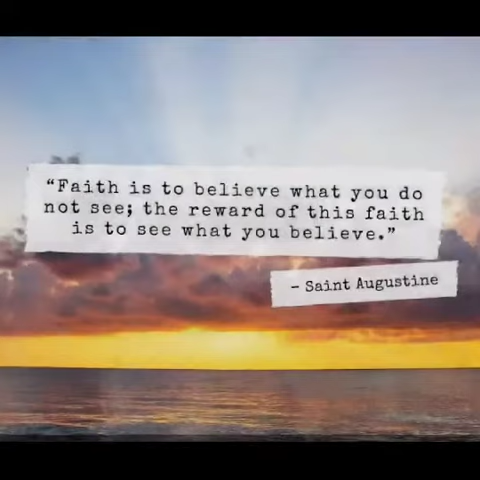 “Faith is to believe what you do
not see; the reward of this faith
is to see what you believe.”
– Saint Augustine